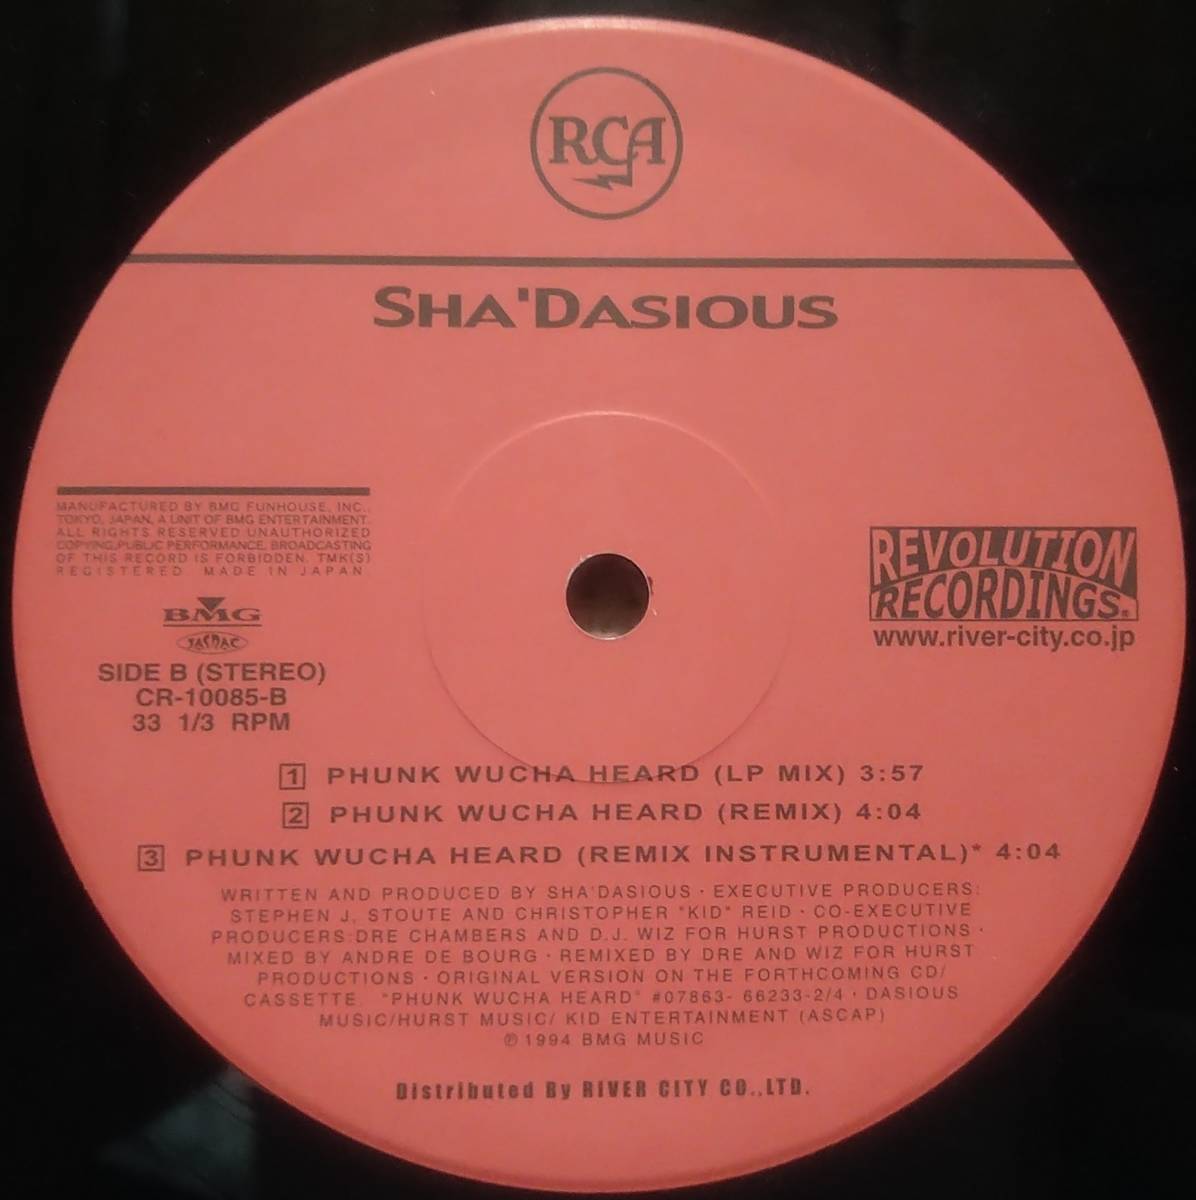 RCA
SHA'DASIOUS
MANUFACTURED BY BMG FUNHOUSE, INC.,
TOKYO, JAPAN, A UNIT OF BMG ENTERTAINMENT.
ALL RIGHTS RESERVED UNAUTHORIZED
COPYING,PUBLIC PERFORMANCE, BROADCASTING
OF THIS RECORD IS FORBIDDEN. TMK(S)
REGISTERED. MADE IN JAPAN
BMG
JASRAC
SIDE B (STEREO)
CR-10085-B
33 1/3 RPM
REVOLUTION
RECORDINGS
www.river-city.co.jp
1 PHUNK WUCHA HEARD (LP MIX) 3:57
2 PHUNK WUCHA HEARD (REMIX) 4:04
3 PHUNK WUCHA HEARD (REMIX INSTRUMENTAL)* 4:04
WRITTEN AND PRODUCED BY SHA'DASIOUS · EXECUTIVE PRODUCERS:
STEPHEN J. STOUTE AND CHRISTOPHER "KID" REID · CO-EXECUTIVE
PRODUCERS:DRE CHAMBERS AND D.J. WIZ FOR HURST PRODUCTIONS ·
MIXED BY ANDRE DE BOURG · REMIXED BY DRE AND WIZ FOR HURST
PRODUCTIONS · ORIGINAL VERSION ON THE FORTHCOMING CD/
CASSETTE "PHUNK WUCHA HEARD" #07863- 66233-2/4 · DASIOUS
MUSIC/HURST MUSIC/ KID ENTERTAINMENT (ASCAP)
℗ 1994 BMG MUSIC
Distributed By RIVER CITY CO.,LTD.